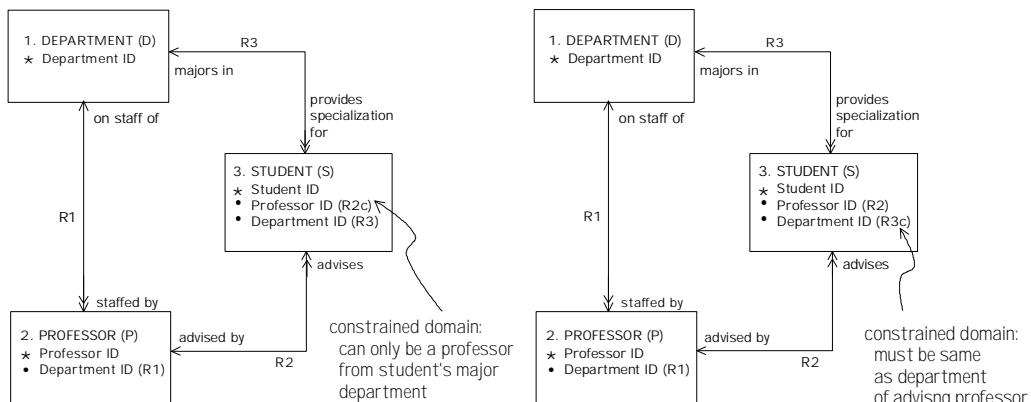 1. DEPARTMENT (D)
* Department ID
R3
majors in
on staff of
provides
specialization
for
3. STUDENT (S)
* Student ID
• Professor ID (R2c)
• Department ID (R3)
R1
advises
staffed by
2. PROFESSOR (P)
* Professor ID
• Department ID (R1)
advised by
R2
constrained domain:
can only be a professor
from student's major
department
1. DEPARTMENT (D)
* Department ID
R3
majors in
on staff of
provides
specialization
for
3. STUDENT (S)
* Student ID
• Professor ID (R2)
• Department ID (R3c)
R1
advises
staffed by
2. PROFESSOR (P)
* Professor ID
• Department ID (R1)
advised by
R2
constrained domain:
must be same
as department
of advisng professor